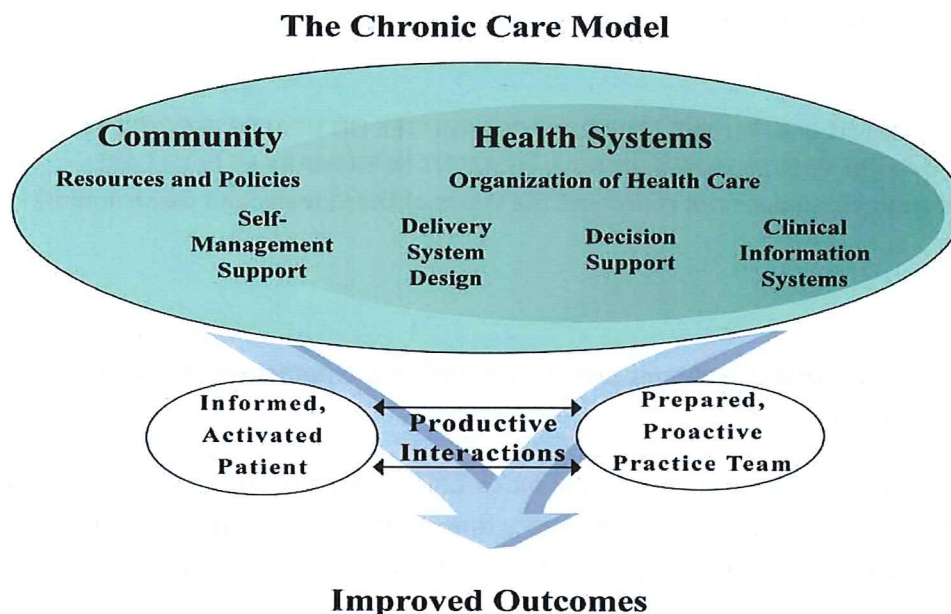 The Chronic Care Model
Community
Resources and Policies
Health Systems
Organization of Health Care
Self-
Management
Support
Delivery
System
Design
Decision
Support
Clinical
Information
Systems
Informed,
Activated
Patient
Productive
Interactions
Prepared,
Proactive
Practice Team
Improved Outcomes